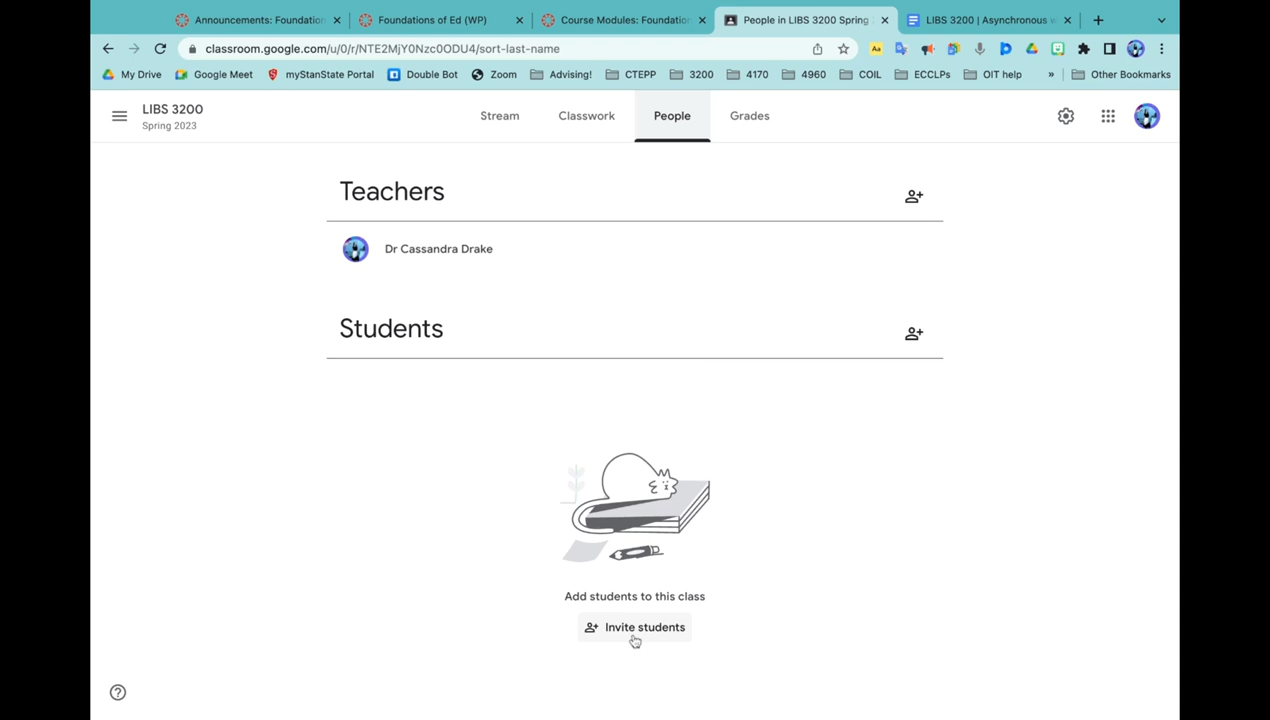 Announcements: Foundation
Foundations of Ed (WP)
Course Modules: Foundation
People in LIBS 3200 Spring
LIBS 3200 | Asynchronous w
classroom.google.com/u/0/r/NTE2MjY0Nzc0ODU4/sort-last-name
My Drive
Google Meet
myStanState Portal
Double Bot
Zoom
Advising!
CTEPP
3200
4170
4960
COIL
ECCLPs
OIT help
»
Other Bookmarks
LIBS 3200
Spring 2023
Stream
Classwork
People
Grades
Teachers
Dr Cassandra Drake
Students
Add students to this class
Invite students